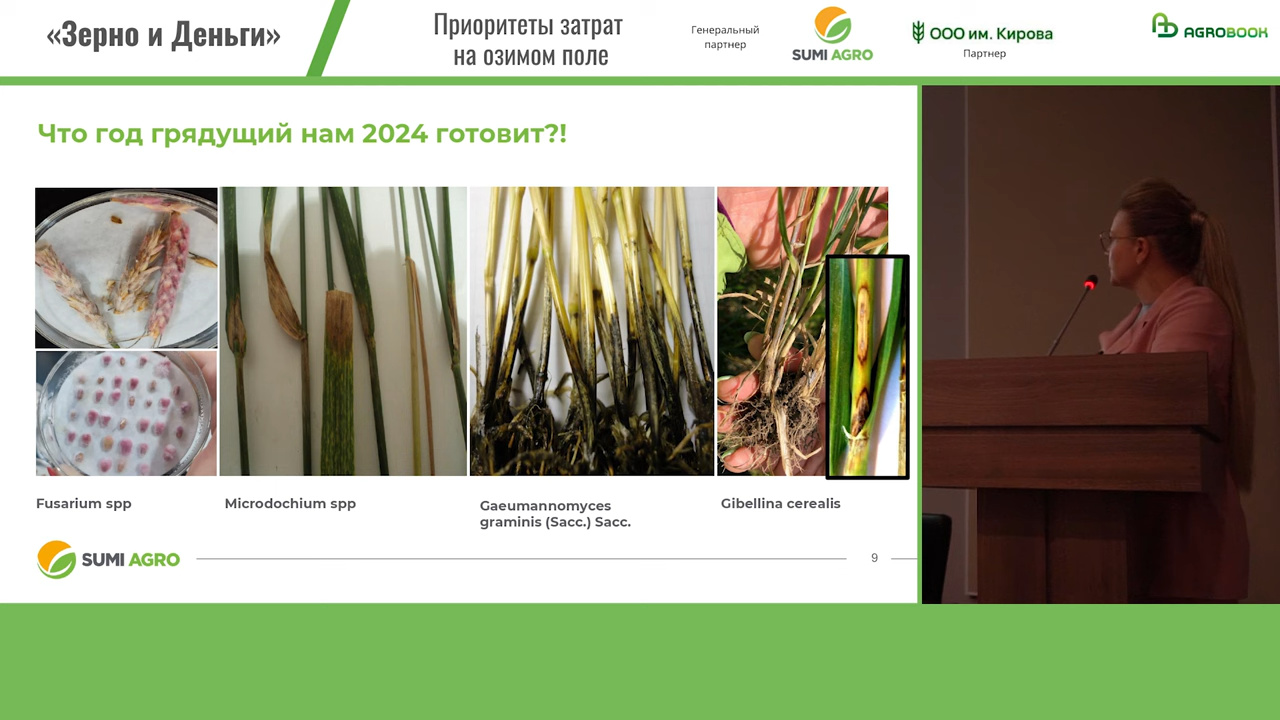 «Зерно и Деньги»
Приоритеты затрат
на озимом поле
Генеральный
партнер
SUMI AGRO
ООО им. Кирова
Партнер
AGROBOOK
Что год грядущий нам 2024 готовит?!
Fusarium spp
Microdochium spp
Gaeumannomyces
graminis (Sacc.) Sacc.
Gibellina cerealis
SUMI AGRO
9